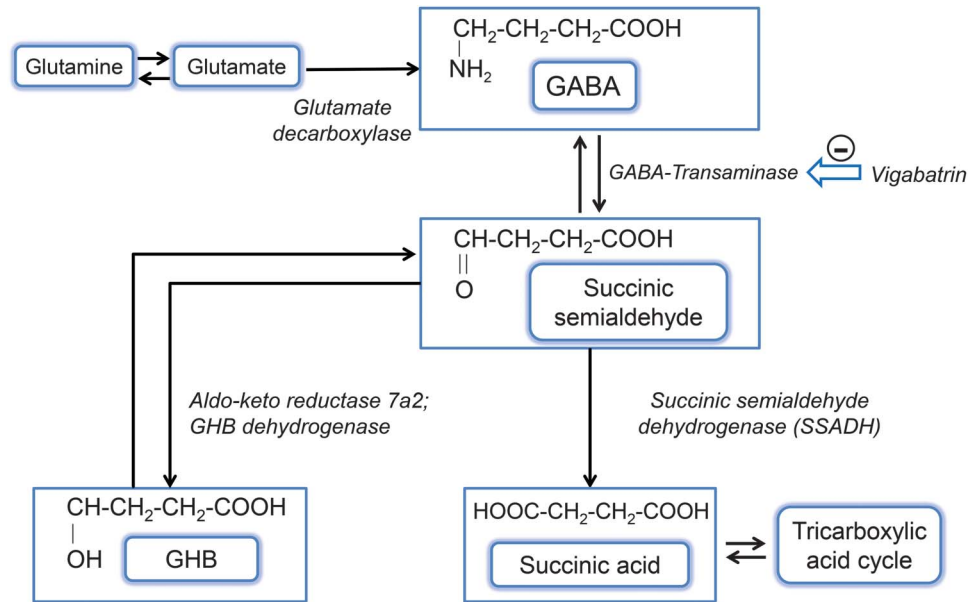 Glutamine
Glutamate
Glutamate
decarboxylase
CH₂-CH₂-CH₂-COOH
NH₂
GABA
GABA-Transaminase
−
Vigabatrin
CH-CH₂-CH₂-COOH
O
Succinic
semialdehyde
Aldo-keto reductase 7a2;
GHB dehydrogenase
Succinic semialdehyde
dehydrogenase (SSADH)
CH-CH₂-CH₂-COOH
OH
GHB
HOOC-CH₂-CH₂-COOH
Succinic acid
Tricarboxylic
acid cycle